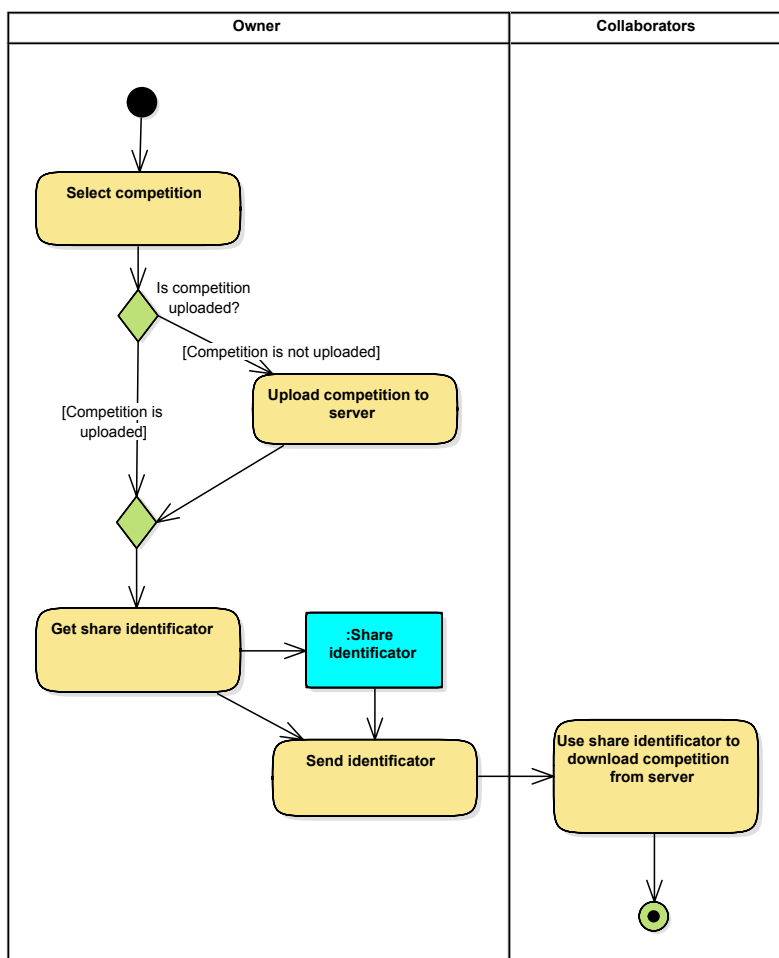 Owner
Collaborators
Select competition
Is competition
uploaded?
[Competition is not uploaded]
Upload competition to
server
[Competition is
uploaded]
Get share identificator
:Share
identificator
Send identificator
Use share identificator to
download competition
from server